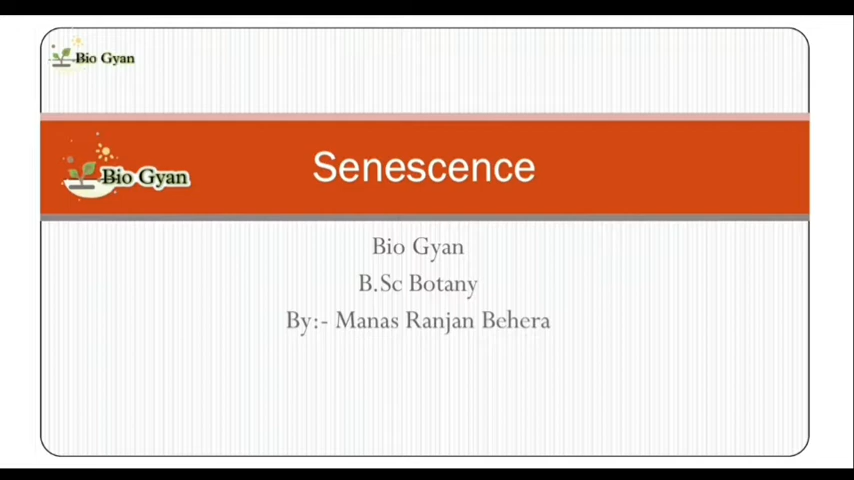 Bio Gyan
Senescence
Bio Gyan
Bio Gyan
B.Sc Botany
By:- Manas Ranjan Behera